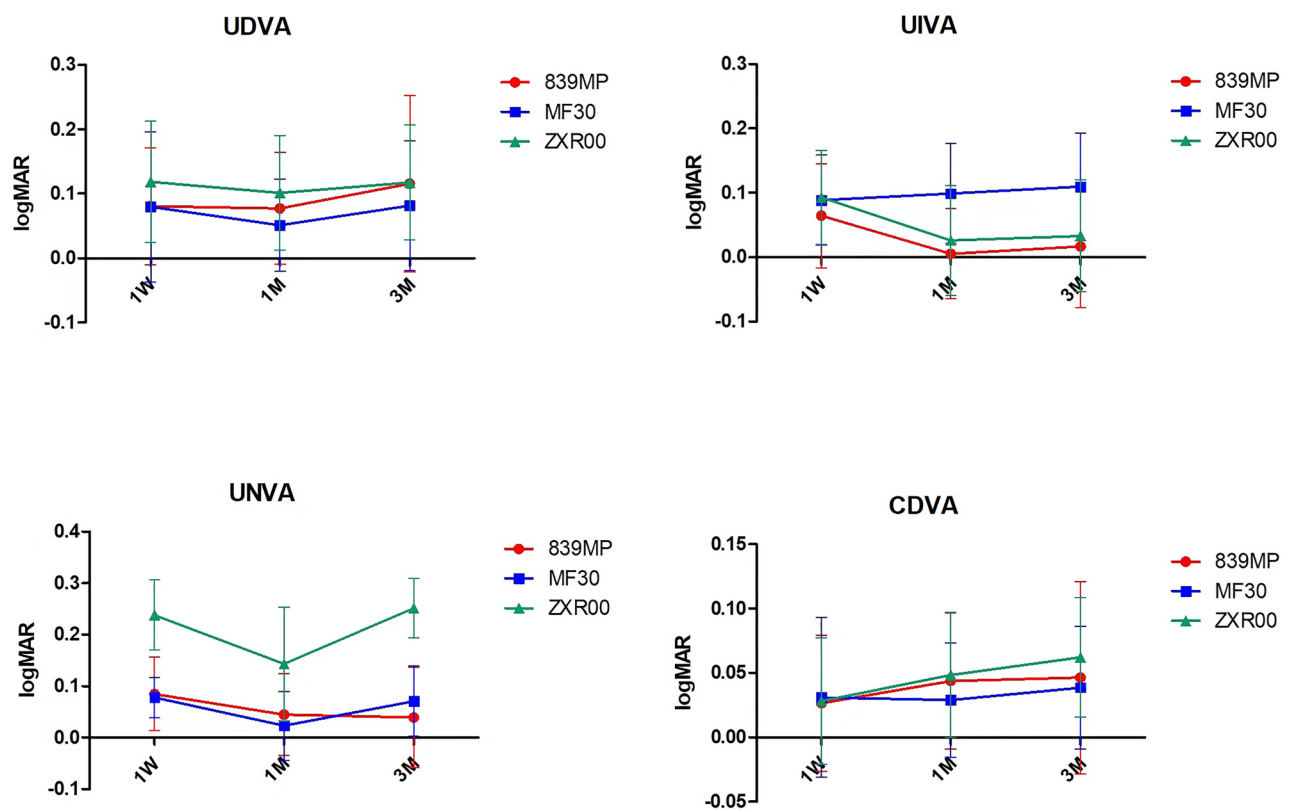 UDVA
0.3
0.2
0.1
0.0
-0.1
logMAR
1W
1M
3M
839MP
MF30
ZXR00
UIVA
0.3
0.2
0.1
0.0
-0.1
logMAR
1W
1M
3M
839MP
MF30
ZXR00
UNVA
0.4
0.3
0.2
0.1
0.0
-0.1
logMAR
1W
1M
3M
839MP
MF30
ZXR00
CDVA
0.15
0.10
0.05
0.00
-0.05
logMAR
1W
1M
3M
839MP
MF30
ZXR00